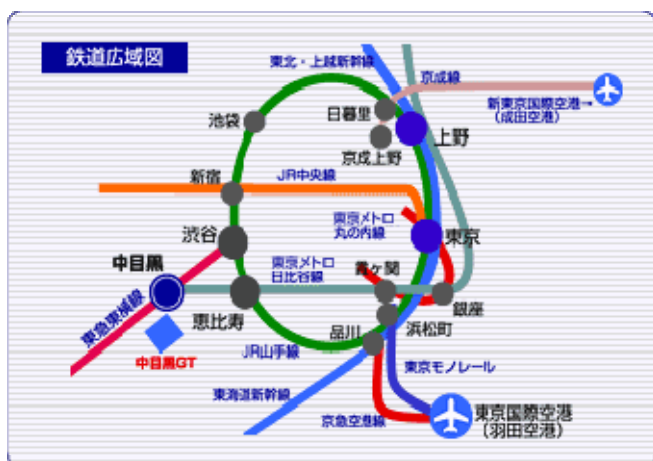 鉄道広域図
東北・上越新幹線
京成線
新東京国際空港→
(成田空港)
日暮里
池袋
上野
京成上野
新宿
JR中央線
東京メトロ
丸の内線
渋谷
東京
中目黒
東京メトロ
日比谷線
霞ヶ関
銀座
東急東横線
恵比寿
浜松町
品川
JR山手線
中目黒GT
東京モノレール
東海道新幹線
京急空港線
東京国際空港
(羽田空港)